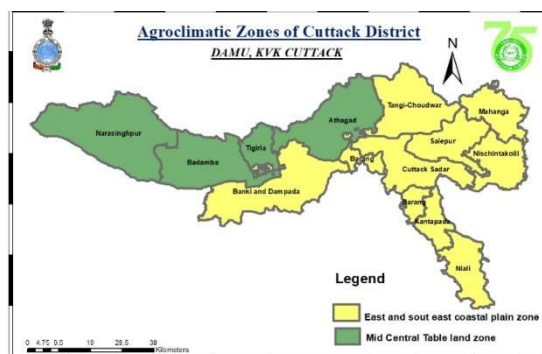 Agroclimatic Zones of Cuttack District
DAMU, KVK CUTTACK
75
N
Tangi-Choudwar
Mahanga
Athagad
Narasinghpur
Salepur
Tigiria
Nischintakoili
Badamba
Barang
Cuttack Sadar
Banki and Dampada
Barang
Kantapada
Niali
Legend
East and sout east coastal plain zone
Mid Central Table land zone
0 4.75 9.5 19 28.5 38
Kilometers